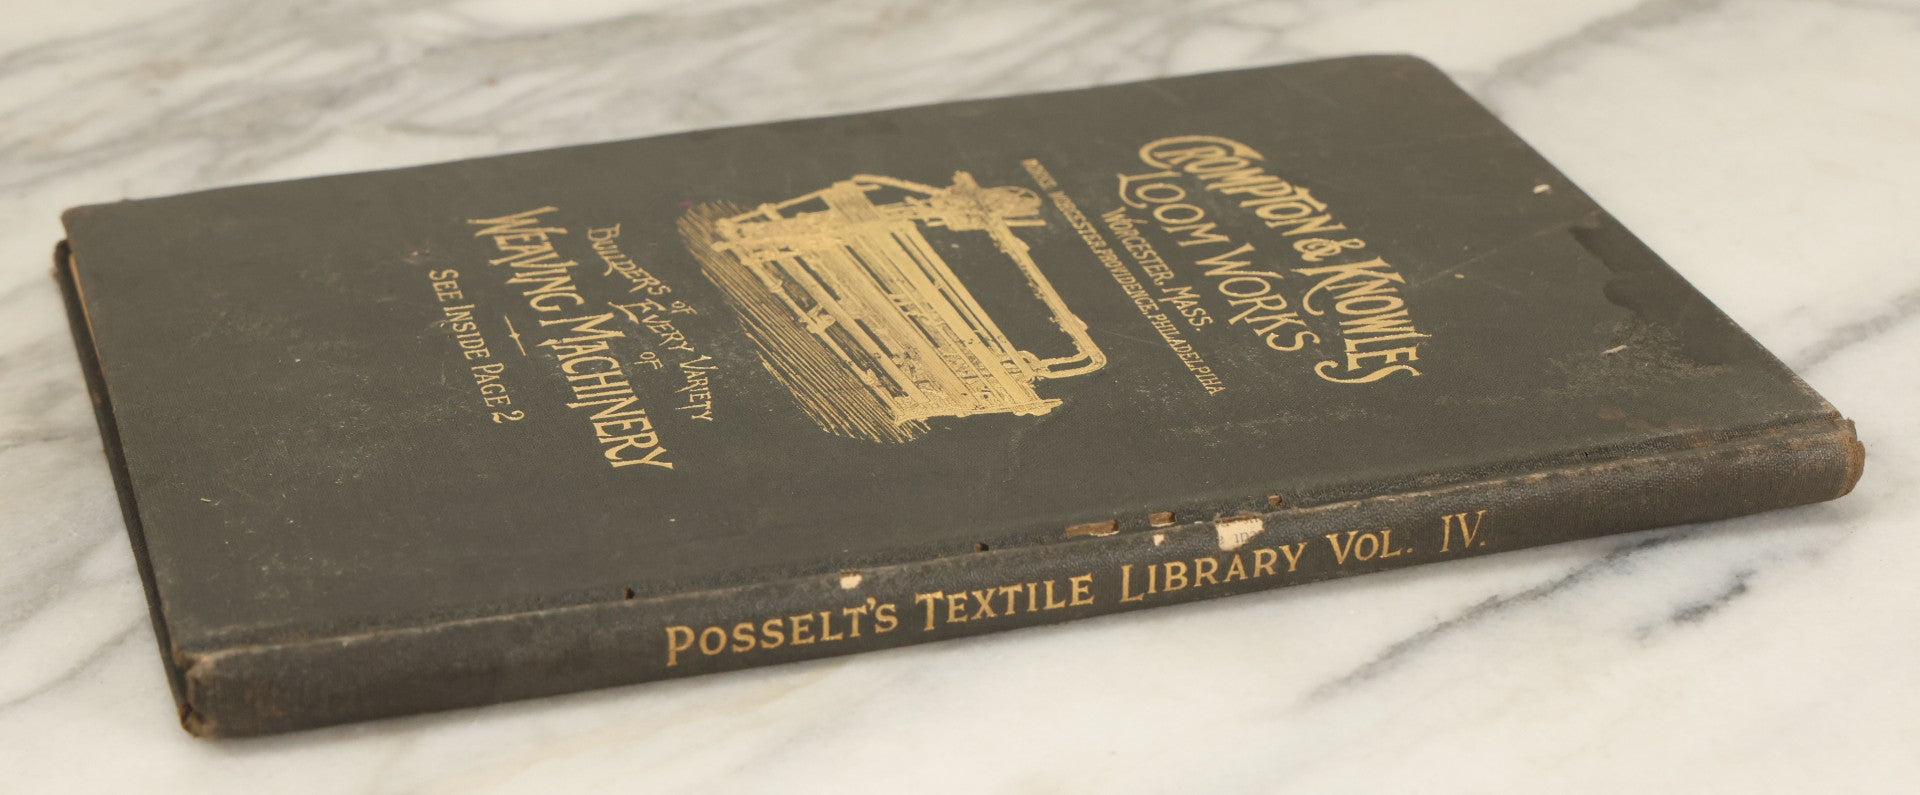 CROMPTON & KNOWLES
LOOM WORKS
WORCESTER, MASS.
WORCESTER, PROVIDENCE, PHILADELPIHA
BUILDERS OF EVERY VARIETY
OF
WEAVING MACHINERY
SEE INSIDE PAGE 2
POSSELT'S TEXTILE LIBRARY VOL. IV.